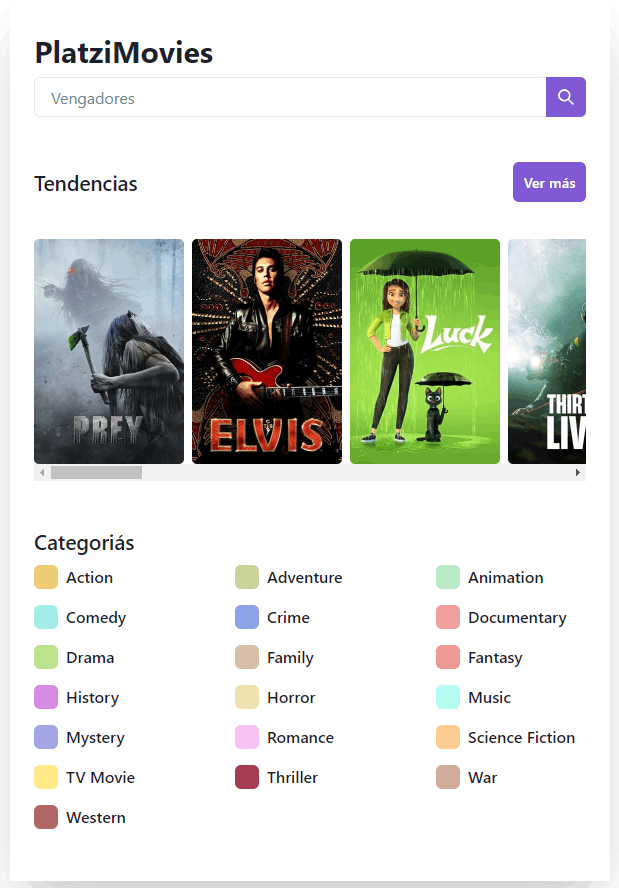 PlatziMovies
Vengadores
Tendencias
Ver más
PREY
ELVIS
Luck
THIRT
LIV
Categoriás
Action
Adventure
Animation
Comedy
Crime
Documentary
Drama
Family
Fantasy
History
Horror
Music
Mystery
Romance
Science Fiction
TV Movie
Thriller
War
Western